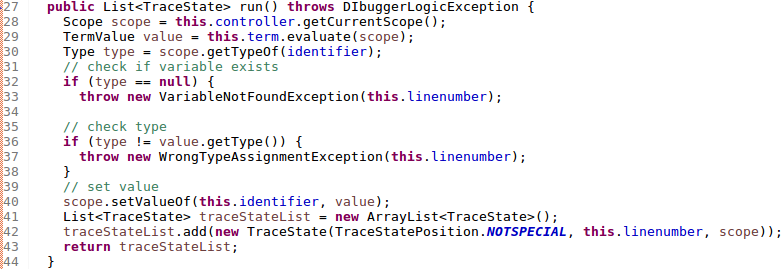 27 public List<TraceState> run() throws DIbuggerLogicException {
28 Scope scope = this.controller.getCurrentScope();
29 TermValue value = this.term.evaluate(scope);
30 Type type = scope.getTypeOf(identifier);
31 // check if variable exists
32 if (type == null) {
33 throw new VariableNotFoundException(this.linenumber);
34
35 // check type
36 if (type != value.getType()) {
37 throw new WrongTypeAssignmentException(this.linenumber);
38 }
39 // set value
40 scope.setValueOf(this.identifier, value);
41 List<TraceState> traceStateList = new ArrayList<TraceState>();
42 traceStateList.add(new TraceState(TraceStatePosition.NOTSPECIAL, this.linenumber, scope));
43 return traceStateList;
44 }